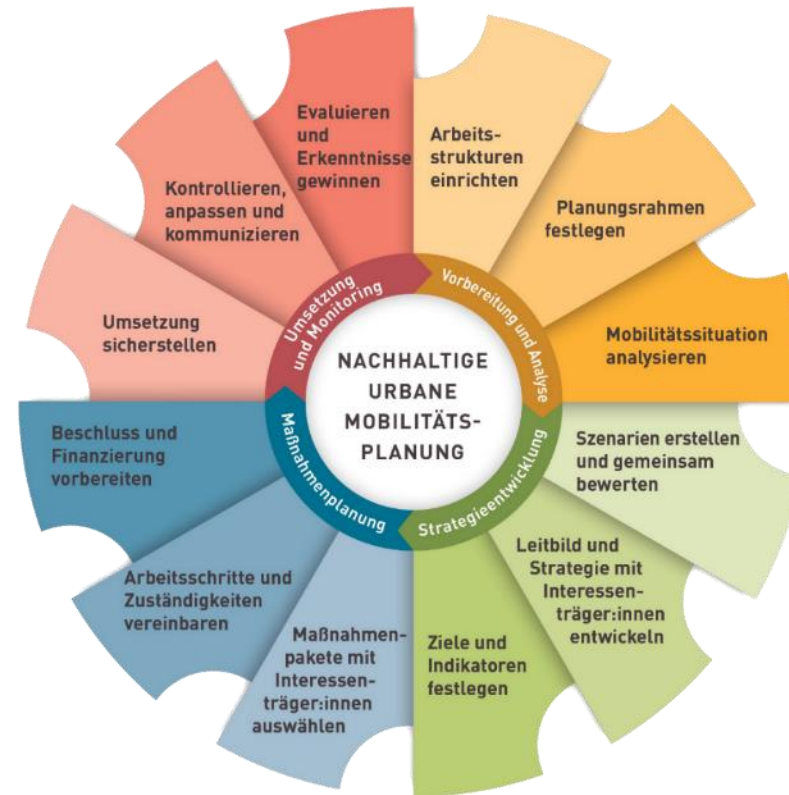 NACHHALTIGE
URBANE
MOBILITÄTS-
PLANUNG
Vorbereitung und Analyse
Arbeits-
strukturen
einrichten
Planungsrahmen
festlegen
Mobilitätssituation
analysieren
Strategieentwicklung
Szenarien erstellen
und gemeinsam
bewerten
Leitbild und
Strategie mit
Interessen-
träger:innen
entwickeln
Ziele und
Indikatoren
festlegen
Maßnahmenplanung
Maßnahmen-
pakete mit
Interessen-
träger:innen
auswählen
Arbeitsschritte und
Zuständigkeiten
vereinbaren
Beschluss und
Finanzierung
vorbereiten
Umsetzung
und Monitoring
Umsetzung
sicherstellen
Kontrollieren,
anpassen und
kommunizieren
Evaluieren
und
Erkenntnisse
gewinnen